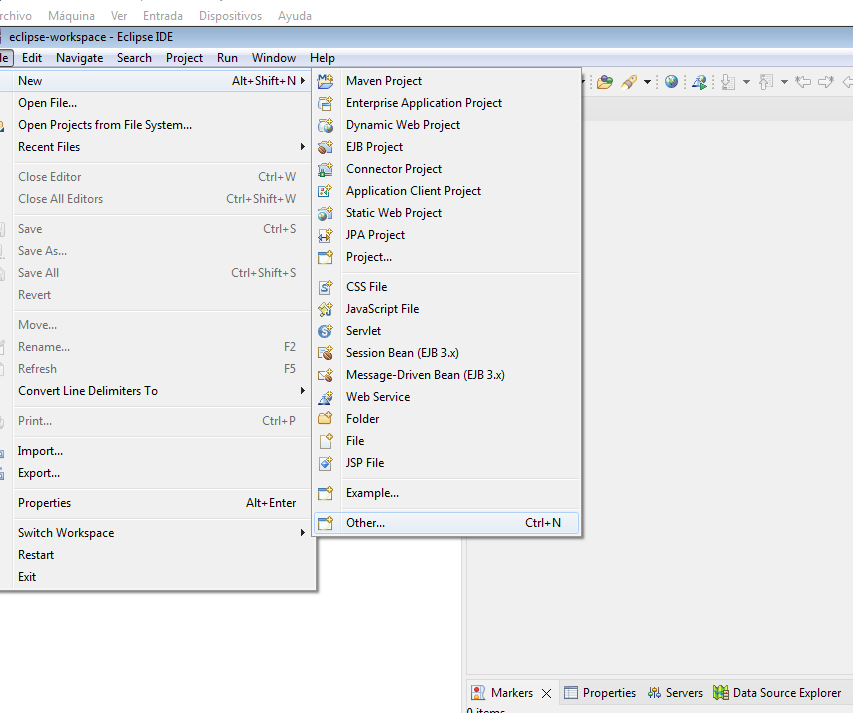 rchivo Máquina Ver Entrada Dispositivos Ayuda
eclipse-workspace - Eclipse IDE
le Edit Navigate Search Project Run Window Help
New Alt+Shift+N
Open File...
Open Projects from File System...
Recent Files
Close Editor Ctrl+W
Close All Editors Ctrl+Shift+W
Save Ctrl+S
Save As...
Save All Ctrl+Shift+S
Revert
Move...
Rename... F2
Refresh F5
Convert Line Delimiters To
Print... Ctrl+P
Import...
Export...
Properties Alt+Enter
Switch Workspace
Restart
Exit
Maven Project
Enterprise Application Project
Dynamic Web Project
EJB Project
Connector Project
Application Client Project
Static Web Project
JPA Project
Project...
CSS File
JavaScript File
Servlet
Session Bean (EJB 3.x)
Message-Driven Bean (EJB 3.x)
Web Service
Folder
File
JSP File
Example...
Other... Ctrl+N
Markers Properties Servers Data Source Explorer
0 items